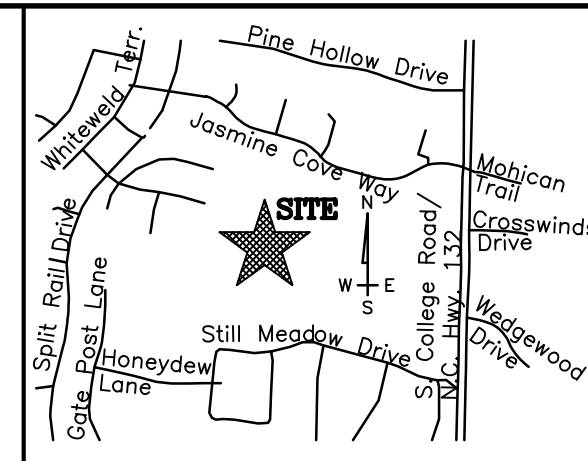 Pine Hollow Drive
Whiteweld Terr.
Jasmine Cove Way
Mohican
Trail
SITE
N
W E
S
Crosswinds
Drive
S. College Road/
N.C. Hwy. 132
Split Rail Drive
Gate Post Lane
Honeydew
Lane
Still Meadow Drive
Wedgewood
Drive